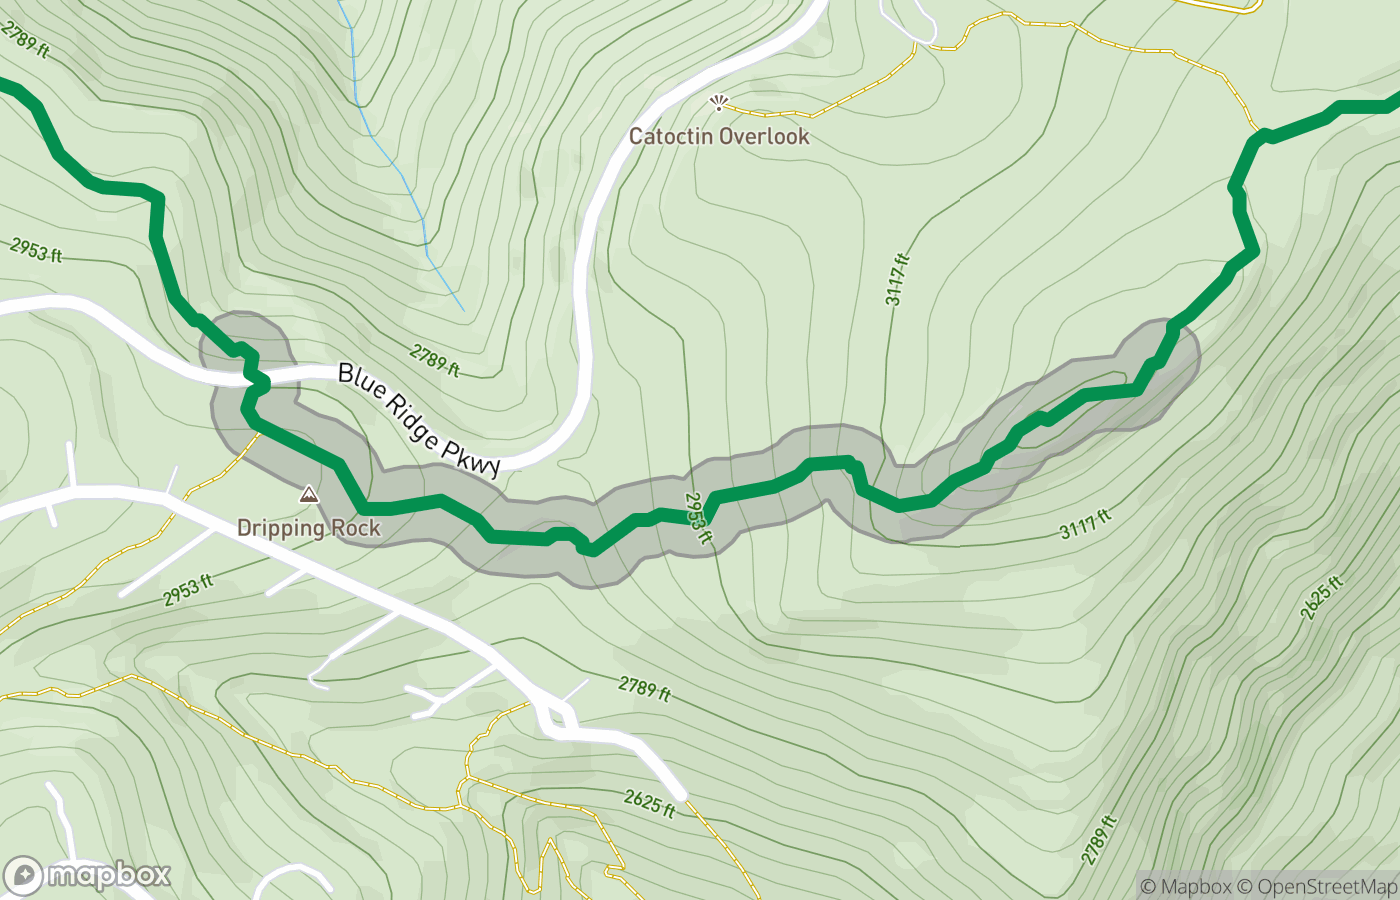 2789 ft
Catoctin Overlook
2953 ft
3117 ft
2789 ft
Blue Ridge Pkwy
2953 ft
Dripping Rock
3117 ft
2953 ft
2625 ft
2789 ft
2625 ft
2789 ft
mapbox
© Mapbox © OpenStreetMap